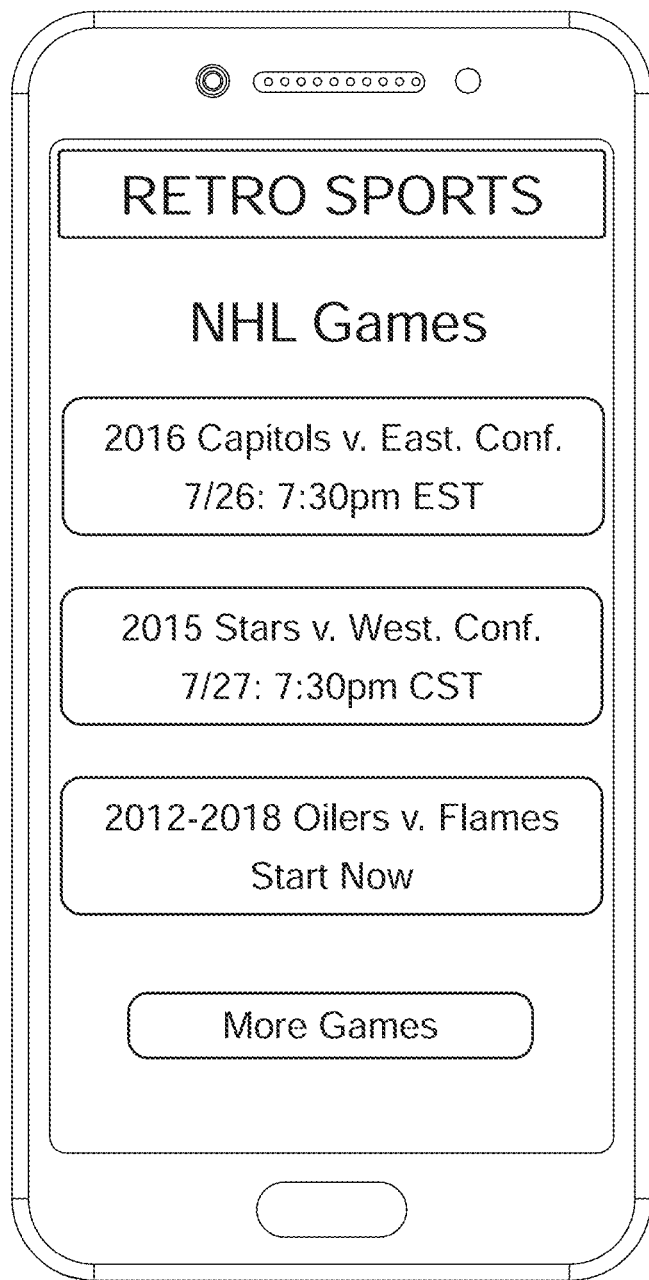 RETRO SPORTS
NHL Games
2016 Capitols v. East. Conf.
7/26: 7:30pm EST
2015 Stars v. West. Conf.
7/27: 7:30pm CST
2012-2018 Oilers v. Flames
Start Now
More Games